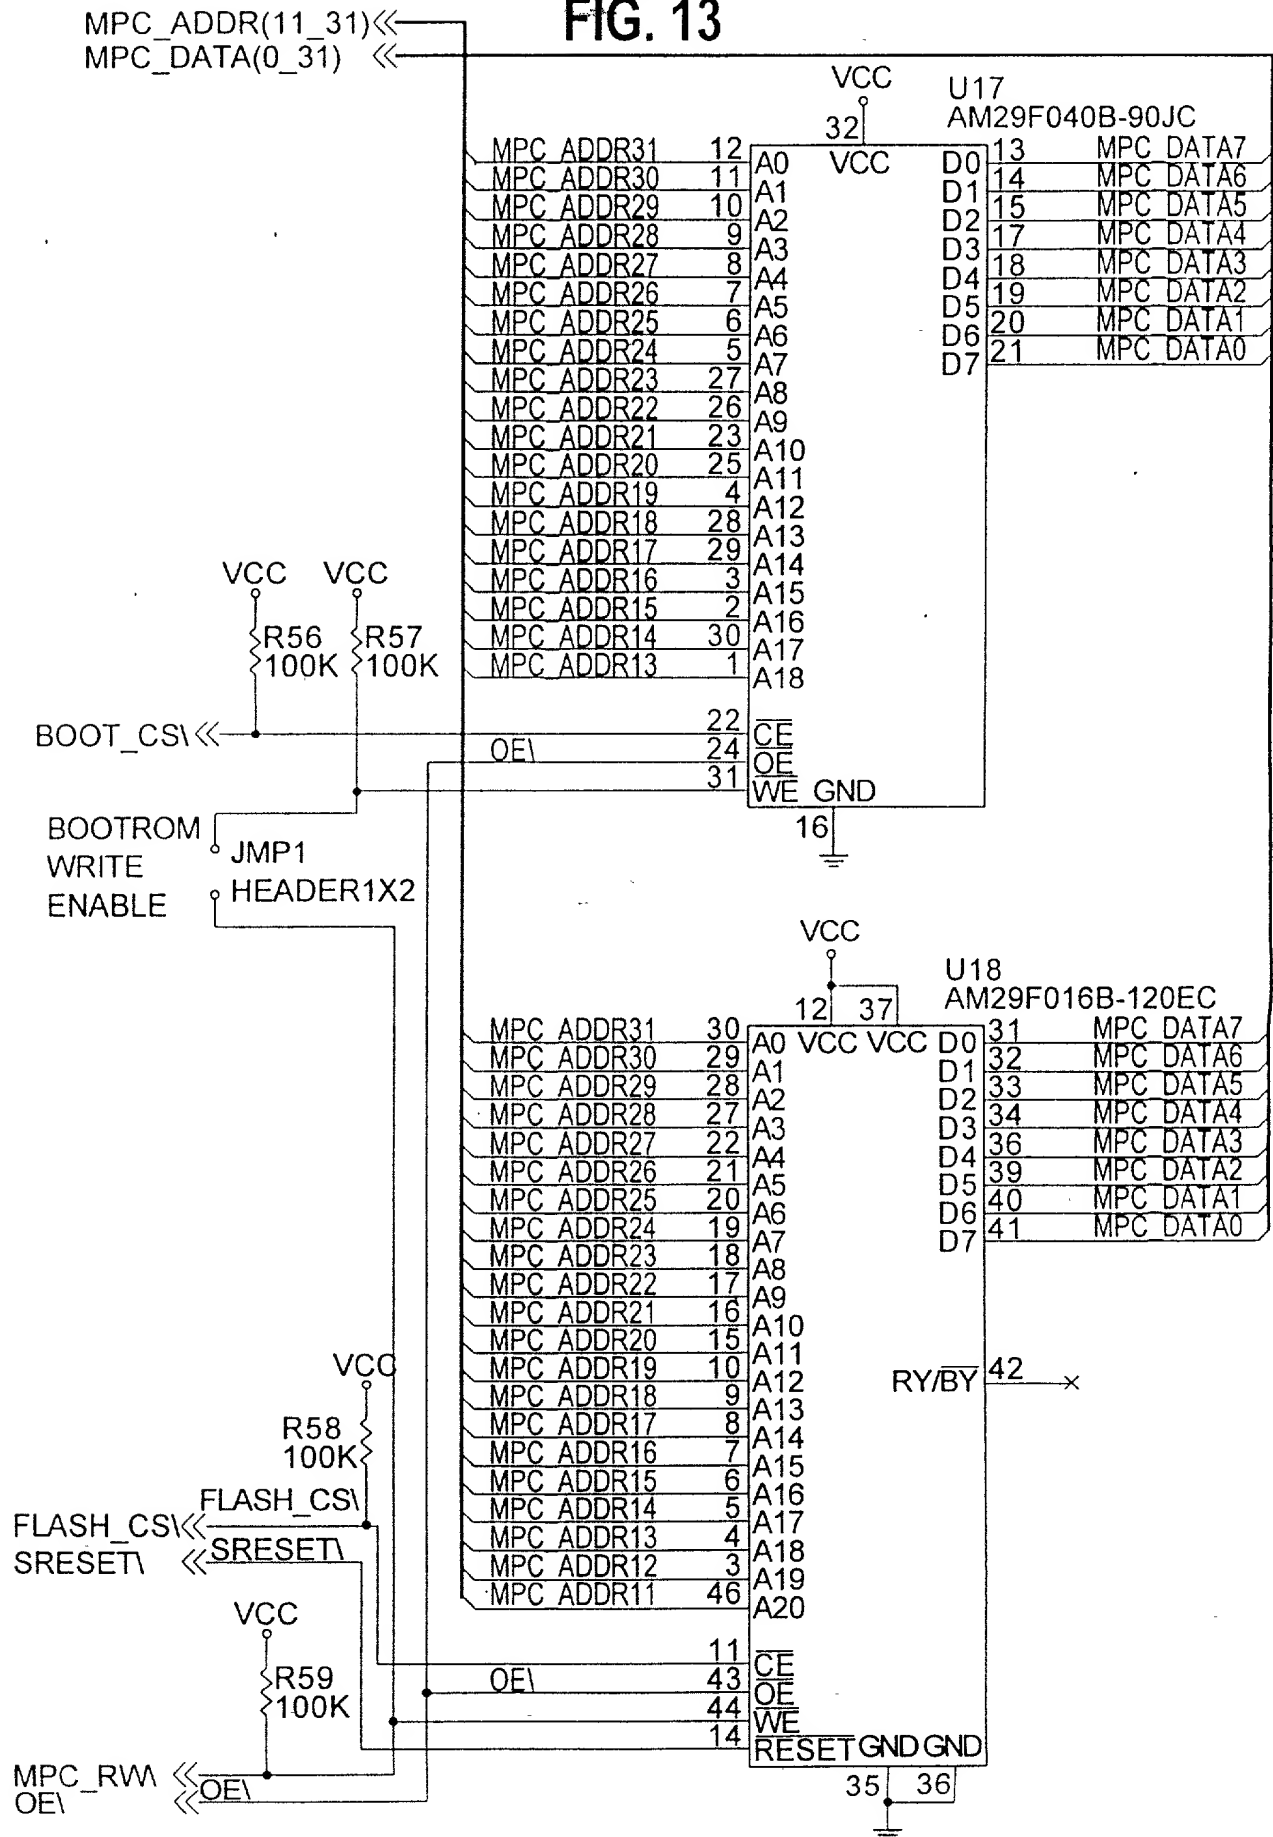 FIG. 13
MPC_ADDR(11_31)
MPC_DATA(0_31)
VCC
U17
AM29F040B-90JC
32
VCC
MPC_ADDR31 12 A0 D0 13 MPC_DATA7
MPC_ADDR30 11 A1 D1 14 MPC_DATA6
MPC_ADDR29 10 A2 D2 15 MPC_DATA5
MPC_ADDR28 9 A3 D3 17 MPC_DATA4
MPC_ADDR27 8 A4 D4 18 MPC_DATA3
MPC_ADDR26 7 A5 D5 19 MPC_DATA2
MPC_ADDR25 6 A6 D6 20 MPC_DATA1
MPC_ADDR24 5 A7 D7 21 MPC_DATA0
MPC_ADDR23 27 A8
MPC_ADDR22 26 A9
MPC_ADDR21 23 A10
MPC_ADDR20 25 A11
MPC_ADDR19 4 A12
MPC_ADDR18 28 A13
MPC_ADDR17 29 A14
MPC_ADDR16 3 A15
MPC_ADDR15 2 A16
MPC_ADDR14 30 A17
MPC_ADDR13 1 A18
VCC VCC
R56 R57
100K 100K
BOOT_CS\ 22 CE
OE\ 24 OE
31 WE GND
16
BOOTROM
WRITE
ENABLE
JMP1
HEADER1X2
VCC
U18
AM29F016B-120EC
12 37
VCC VCC
MPC_ADDR31 30 A0 D0 31 MPC_DATA7
MPC_ADDR30 29 A1 D1 32 MPC_DATA6
MPC_ADDR29 28 A2 D2 33 MPC_DATA5
MPC_ADDR28 27 A3 D3 34 MPC_DATA4
MPC_ADDR27 22 A4 D4 36 MPC_DATA3
MPC_ADDR26 21 A5 D5 39 MPC_DATA2
MPC_ADDR25 20 A6 D6 40 MPC_DATA1
MPC_ADDR24 19 A7 D7 41 MPC_DATA0
MPC_ADDR23 18 A8
MPC_ADDR22 17 A9
MPC_ADDR21 16 A10
MPC_ADDR20 15 A11
MPC_ADDR19 10 A12 RY/BY 42
MPC_ADDR18 9 A13
MPC_ADDR17 8 A14
MPC_ADDR16 7 A15
MPC_ADDR15 6 A16
MPC_ADDR14 5 A17
MPC_ADDR13 4 A18
MPC_ADDR12 3 A19
MPC_ADDR11 46 A20
VCC
R58
100K
FLASH_CS\ FLASH_CS\
SRESET\ SRESET\
VCC
R59
100K
11 CE
OE\ 43 OE
44 WE
14 RESET GND GND
35 36
MPC_RW\
OE\ OE\